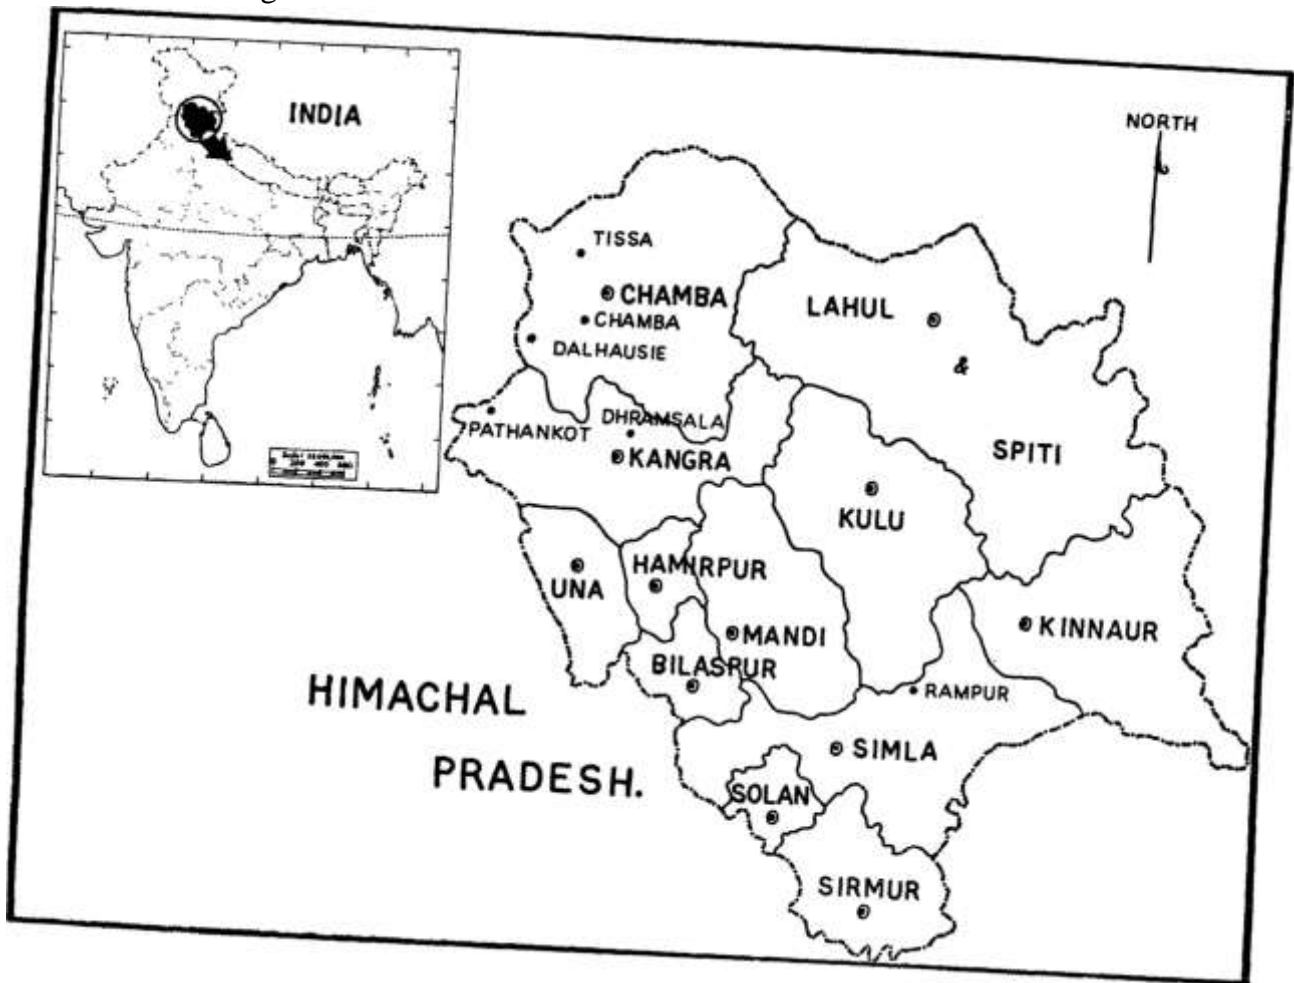 INDIA
NORTH
TISSA
CHAMBA
CHAMBA
DALHAUSIE
LAHUL
&
SPITI
PATHANKOT
DHRAMSALA
KANGRA
KULU
UNA
HAMIRPUR
MANDI
KINNAUR
BILASPUR
RAMPUR
HIMACHAL
PRADESH.
SIMLA
SOLAN
SIRMUR